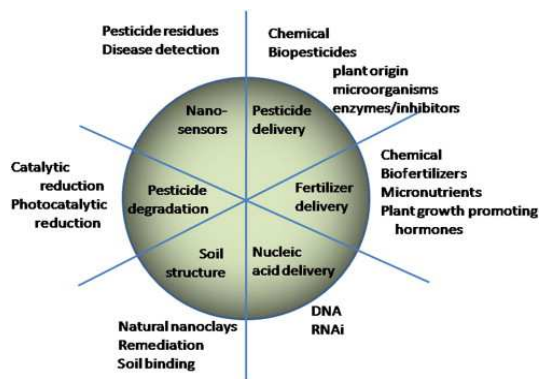 Pesticide residues
Disease detection
Chemical
Biopesticides
plant origin
microorganisms
enzymes/inhibitors
Nano-
sensors
Pesticide
delivery
Catalytic
reduction
Photocatalytic
reduction
Pesticide
degradation
Fertilizer
delivery
Chemical
Biofertilizers
Micronutrients
Plant growth promoting
hormones
Soil
structure
Nucleic
acid delivery
Natural nanoclays
Remediation
Soil binding
DNA
RNAi